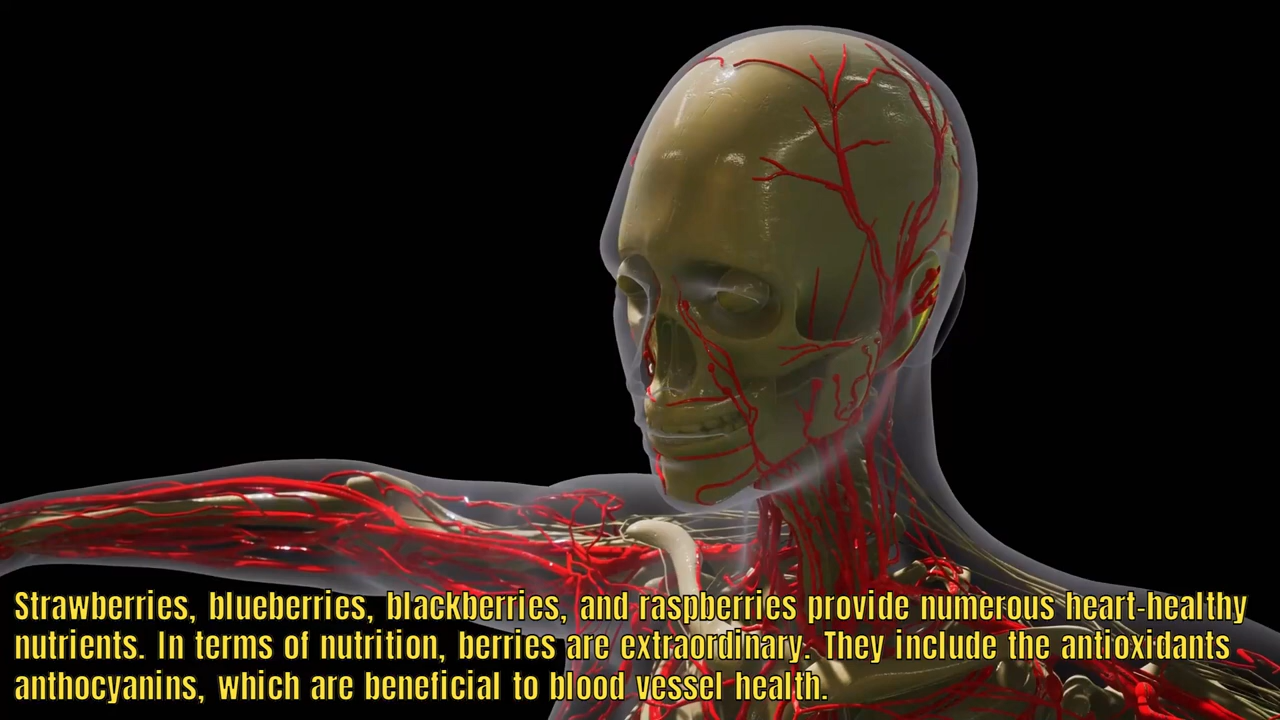 Strawberries, blueberries, blackberries, and raspberries provide numerous heart-healthy
nutrients. In terms of nutrition, berries are extraordinary. They include the antioxidants
anthocyanins, which are beneficial to blood vessel health.